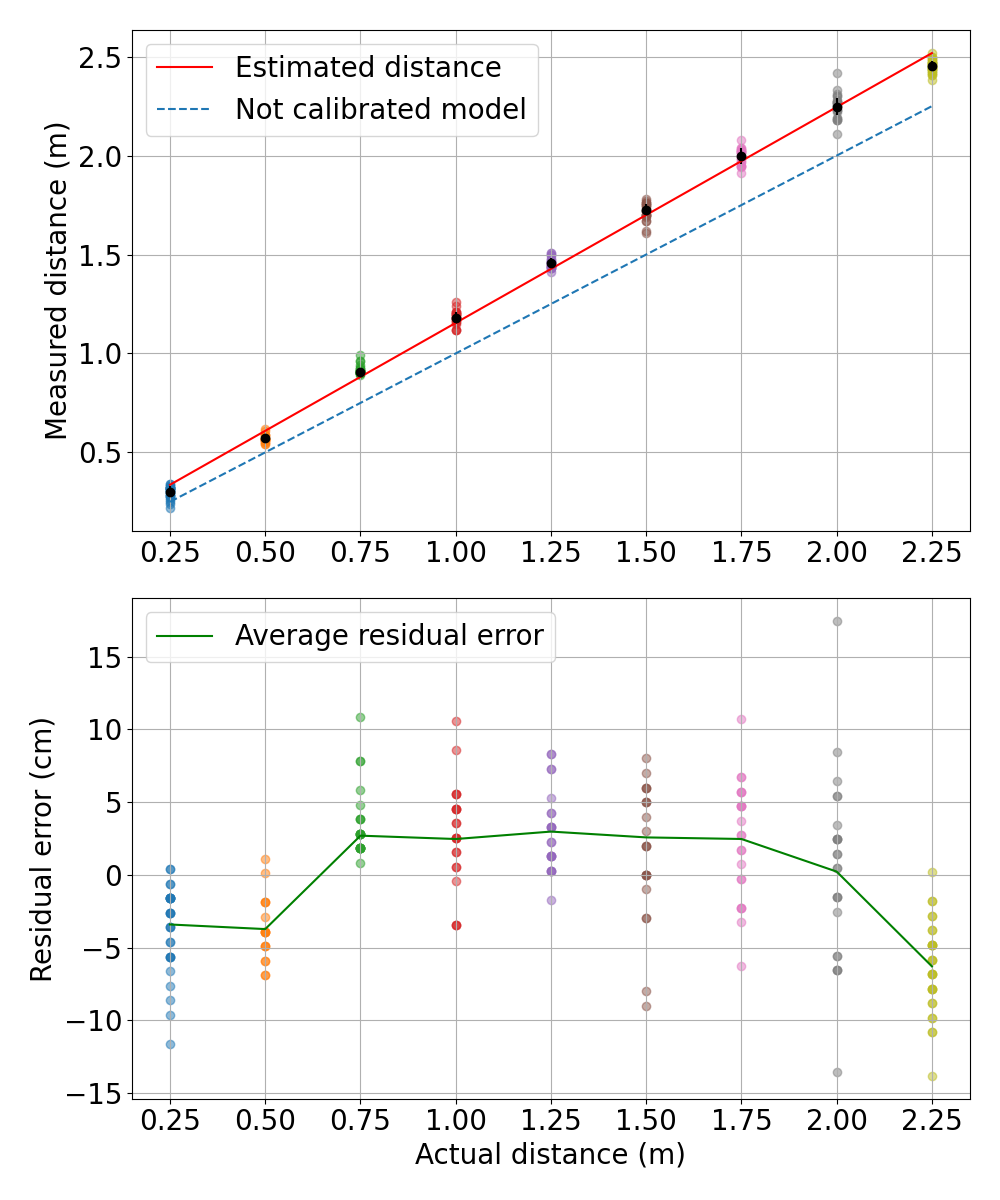 Estimated distance
Not calibrated model
Measured distance (m)
2.5
2.0
1.5
1.0
0.5
0.25 0.50 0.75 1.00 1.25 1.50 1.75 2.00 2.25
Average residual error
Residual error (cm)
15
10
5
0
−5
−10
−15
0.25 0.50 0.75 1.00 1.25 1.50 1.75 2.00 2.25
Actual distance (m)